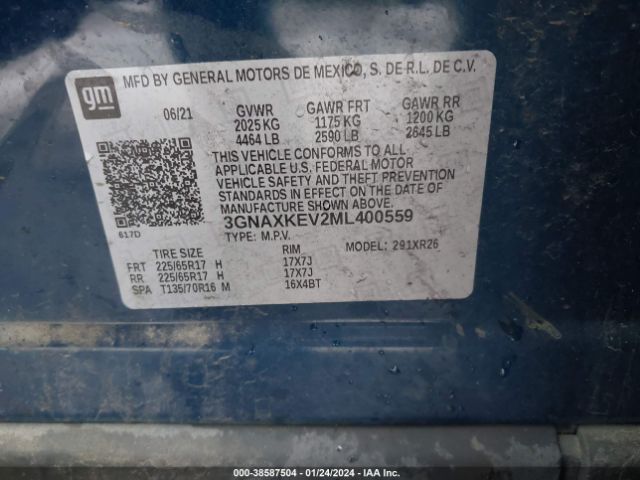 gm
MFD BY GENERAL MOTORS DE MEXICO, S. DE R.L. DE C.V.
06/21 GVWR GAWR FRT GAWR RR
2025 KG 1175 KG 1200 KG
4464 LB 2590 LB 2645 LB
THIS VEHICLE CONFORMS TO ALL
APPLICABLE U.S. FEDERAL MOTOR
VEHICLE SAFETY AND THEFT PREVENTION
STANDARDS IN EFFECT ON THE DATE OF
MANUFACTURE SHOWN ABOVE.
3GNAXKEV2ML400559
617D
TYPE: M.P.V. MODEL: 291XR26
TIRE SIZE RIM
FRT 225/65R17 H 17X7J
RR 225/65R17 H 17X7J
SPA T135/70R16 M 16X4BT
000-38587504 — 01/24/2024 - IAA Inc.